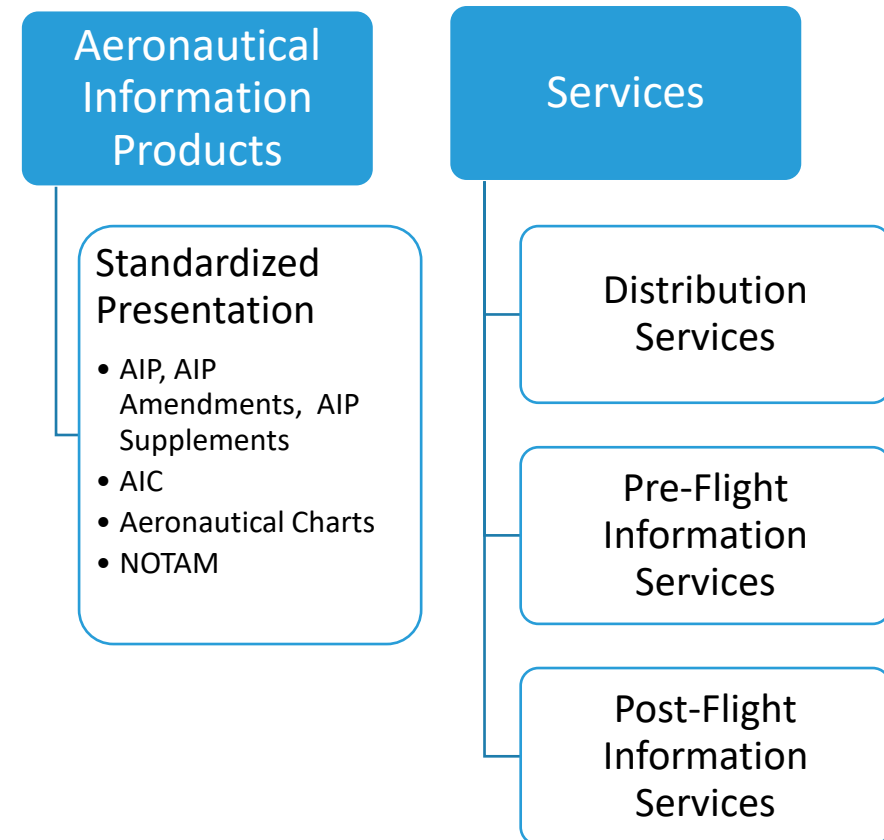 Aeronautical
Information
Products
Standardized
Presentation
• AIP, AIP
Amendments, AIP
Supplements
• AIC
• Aeronautical Charts
• NOTAM
Services
Distribution
Services
Pre-Flight
Information
Services
Post-Flight
Information
Services